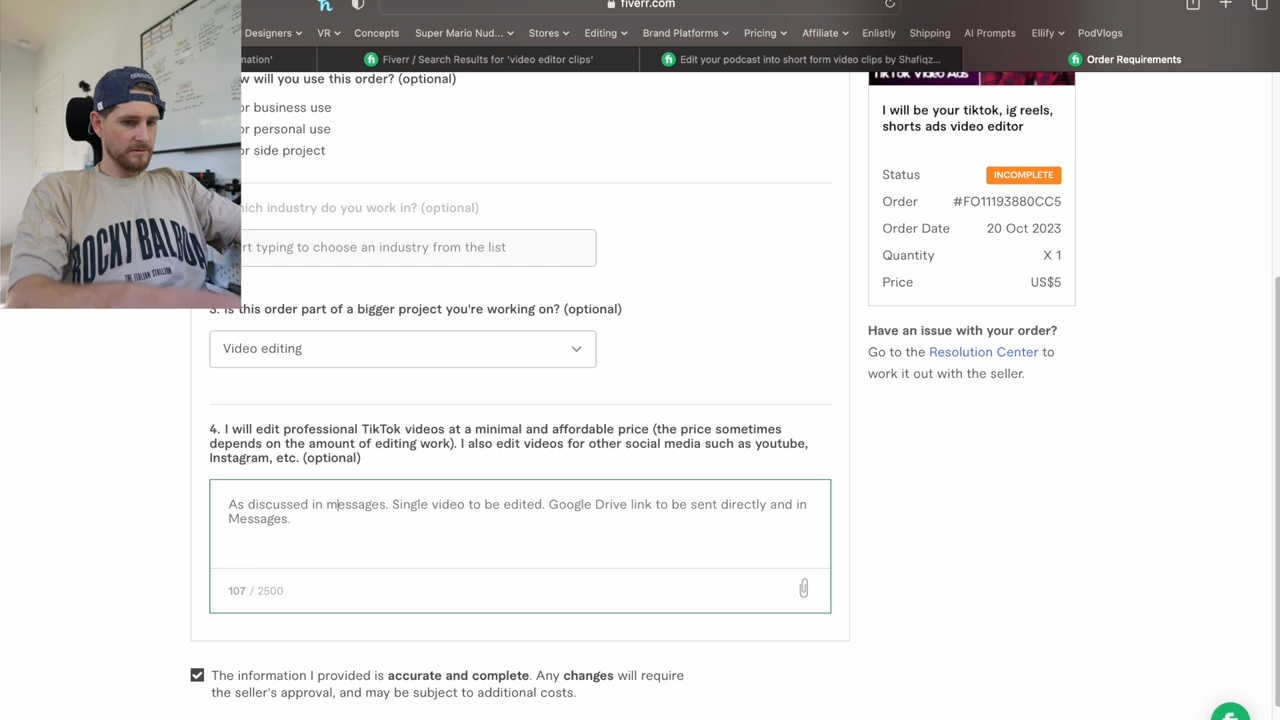 fiverr.com
Designers VR Concepts Super Mario Nud... Stores Editing Brand Platforms Pricing Affiliate Enlistly Shipping AI Prompts Ellify PodVlogs
Fiverr / Search Results for 'video editor clips' Edit your podcast into short form video clips by Shafiqz... Order Requirements
will you use this order? (optional)
or business use
or personal use
or side project
industry do you work in? (optional)
typing to choose an industry from the list
3. Is this order part of a bigger project you're working on? (optional)
Video editing
4. I will edit professional TikTok videos at a minimal and affordable price (the price sometimes
depends on the amount of editing work). I also edit videos for other social media such as youtube,
Instagram, etc. (optional)
As discussed in messages. Single video to be edited. Google Drive link to be sent directly and in
Messages.
107 / 2500
The information I provided is accurate and complete. Any changes will require
the seller's approval, and may be subject to additional costs.
TikTok Video Ads
I will be your tiktok, ig reels,
shorts ads video editor
Status INCOMPLETE
Order #FO11193880CC5
Order Date 20 Oct 2023
Quantity X 1
Price US$5
Have an issue with your order?
Go to the Resolution Center to
work it out with the seller.
ROCKY BALBOA
THE ITALIAN STALLION